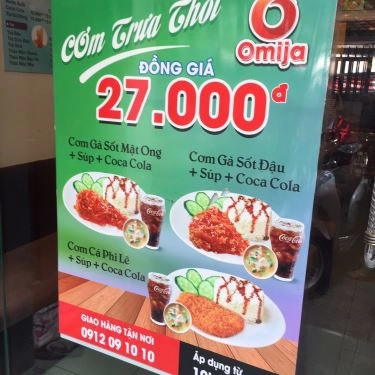 CƠM TRƯA THÔI
Omija
ĐỒNG GIÁ
27.000đ
Cơm Gà Sốt Mật Ong
+ Súp + Coca Cola
Cơm Gà Sốt Đậu
+ Súp + Coca Cola
Cơm Cá Phi Lê
+ Súp + Coca Cola
GIAO HÀNG TẬN NƠI
0912 09 10 10
Áp dụng từ